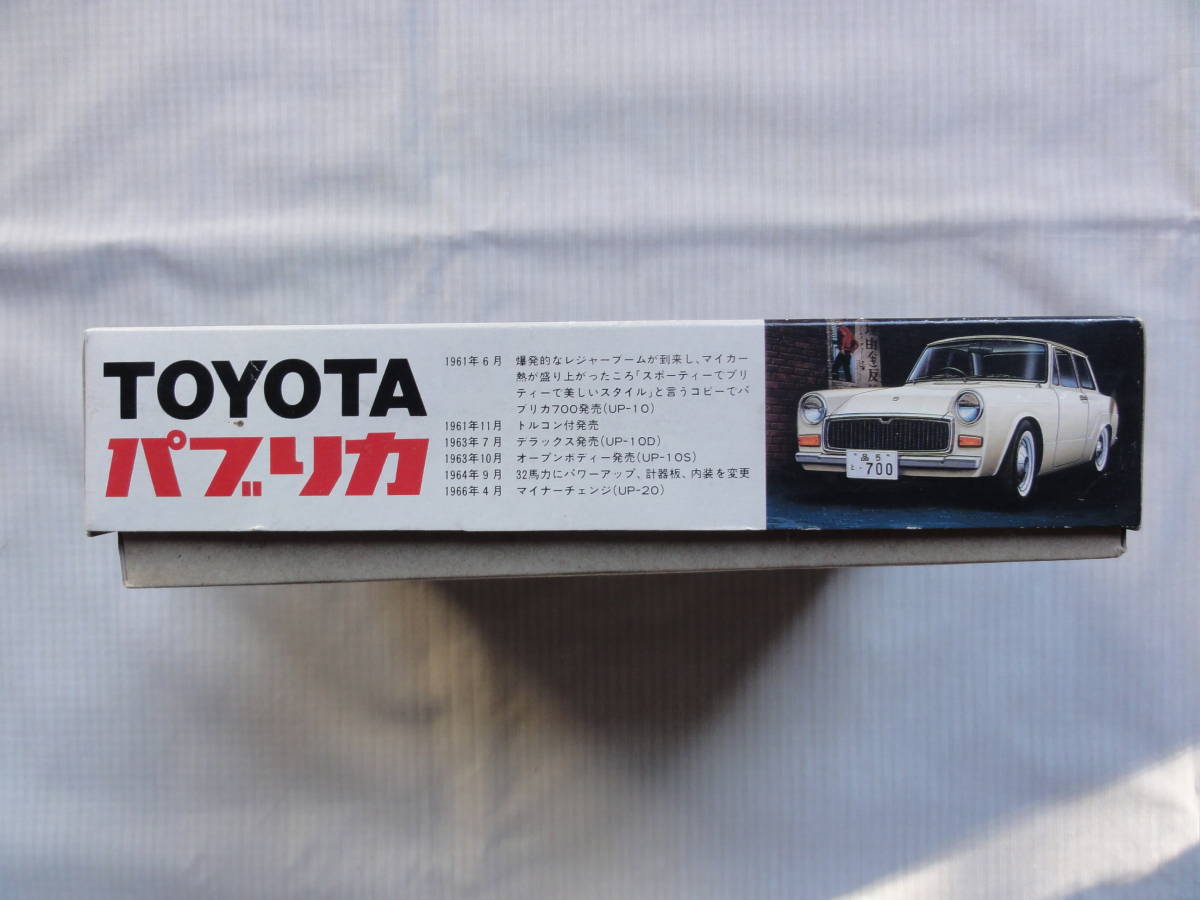 TOYOTA
パブリカ
1961年6月 爆発的なレジャーブームが到来し、マイカー
熱が盛り上がったころ「スポーティーでプリ
ティーで美しいスタイル」と言うコピーでパ
ブリカ700発売(UP-10)
1961年11月 トルコン付発売
1963年7月 デラックス発売(UP-10D)
1963年10月 オープンボディー発売(UP-10S)
1964年9月 32馬力にパワーアップ、計器板、内装を変更
1966年4月 マイナーチェンジ(UP-20)
品5
と・700